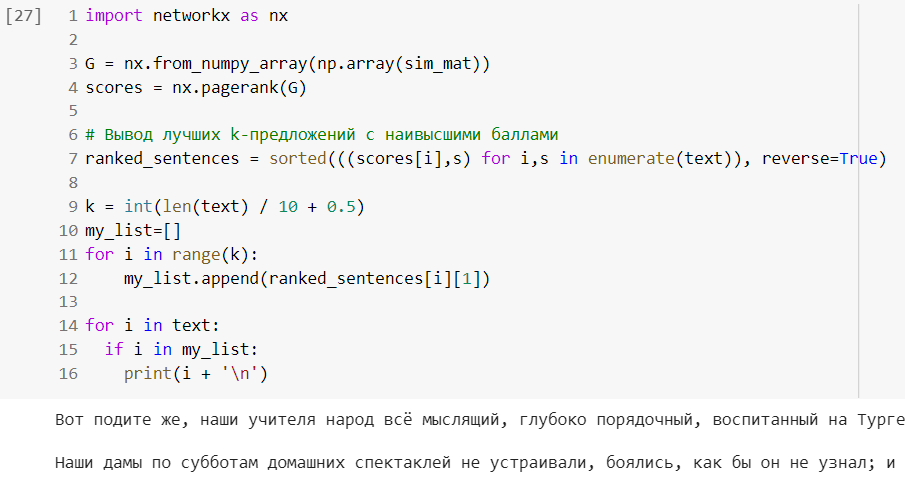 [27] 1 import networkx as nx
2
3 G = nx.from_numpy_array(np.array(sim_mat))
4 scores = nx.pagerank(G)
5
6 # Вывод лучших k-предложений с наивысшими баллами
7 ranked_sentences = sorted(((scores[i],s) for i,s in enumerate(text)), reverse=True)
8
9 k = int(len(text) / 10 + 0.5)
10 my_list=[]
11 for i in range(k):
12     my_list.append(ranked_sentences[i][1])
13
14 for i in text:
15   if i in my_list:
16     print(i + '\n')
Вот подите же, наши учителя народ всё мыслящий, глубоко порядочный, воспитанный на Турге
Наши дамы по субботам домашних спектаклей не устраивали, боялись, как бы он не узнал; и